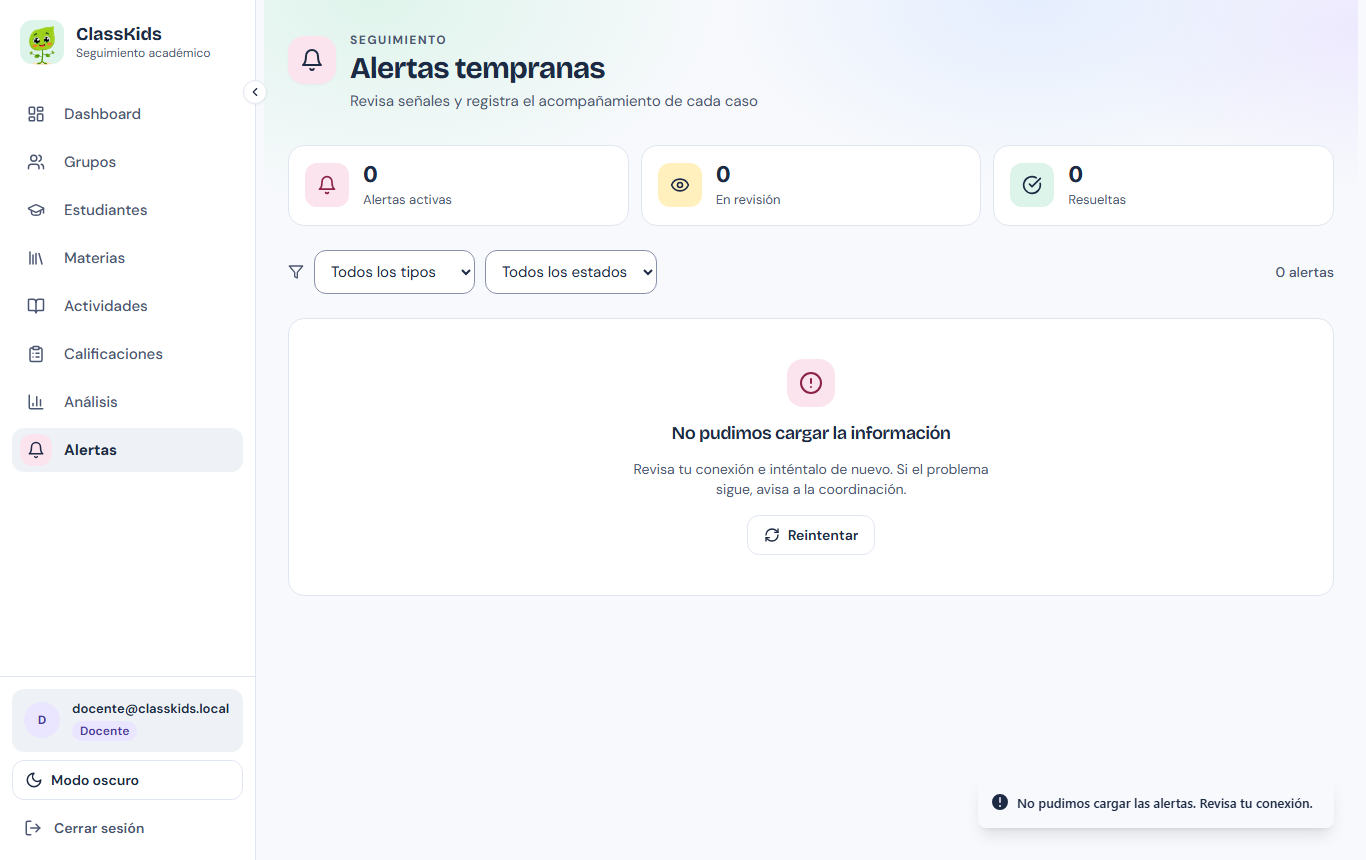 ClassKids
Seguimiento académico
Dashboard
Grupos
Estudiantes
Materias
Actividades
Calificaciones
Análisis
Alertas
docente@classkids.local
D
Docente
Modo oscuro
Cerrar sesión
SEGUIMIENTO
Alertas tempranas
Revisa señales y registra el acompañamiento de cada caso
0
Alertas activas
0
En revisión
0
Resueltas
Todos los tipos
Todos los estados
0 alertas
No pudimos cargar la información
Revisa tu conexión e inténtalo de nuevo. Si el problema
sigue, avisa a la coordinación.
Reintentar
No pudimos cargar las alertas. Revisa tu conexión.